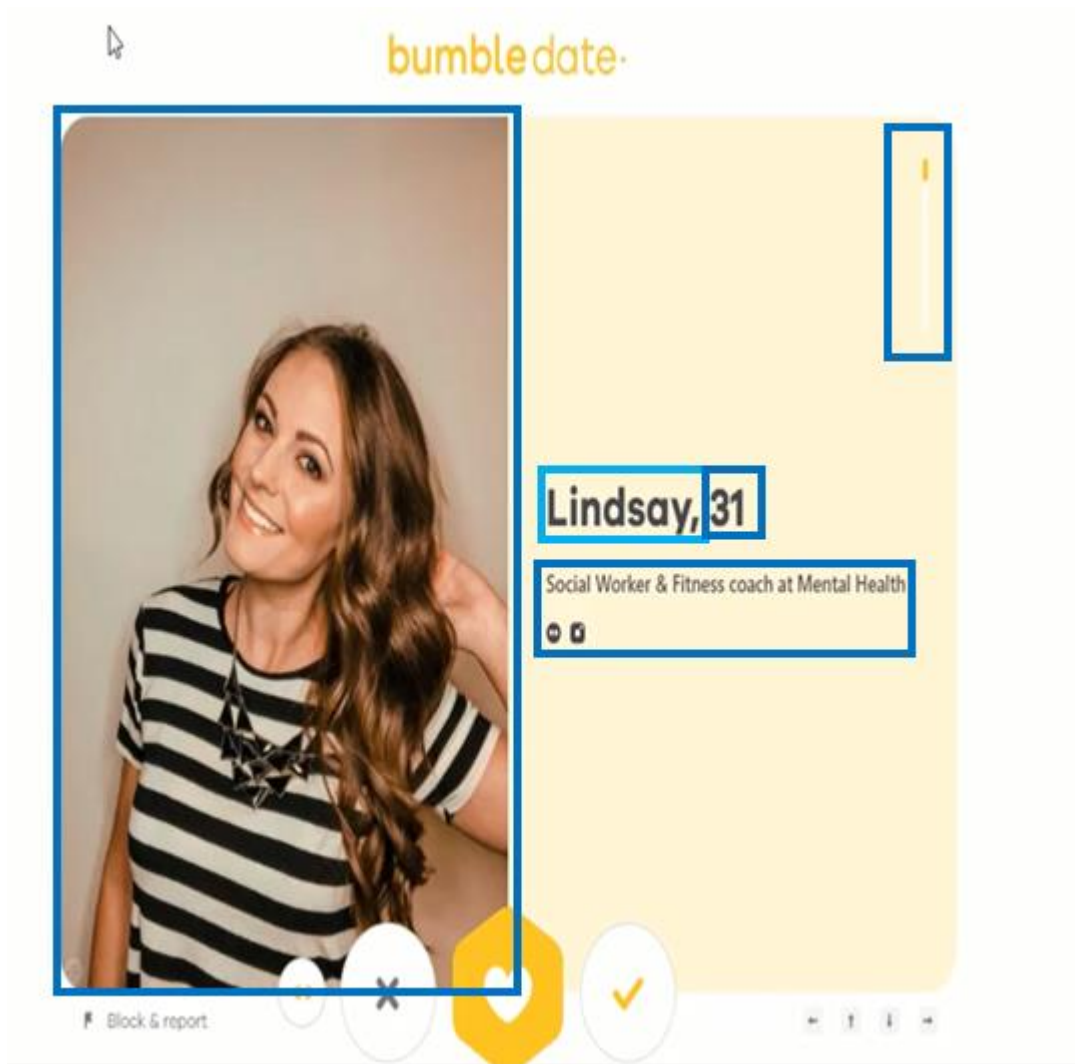 bumble date
Lindsay, 31
Social Worker & Fitness coach at Mental Health
Block & report